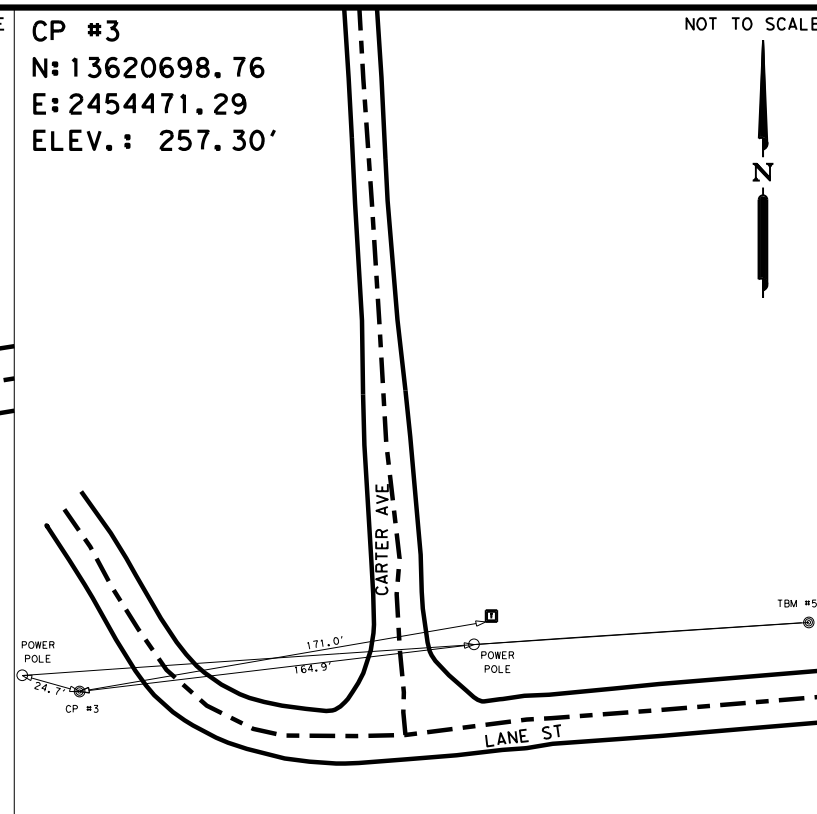 E
NOT TO SCALE
CP #3
N:13620698.76
E:2454471.29
ELEV.: 257.30'
N
CARTER AVE
TBM #5
171.0'
164.9'
POWER
POLE
POWER
POLE
24.7'
CP #3
LANE ST